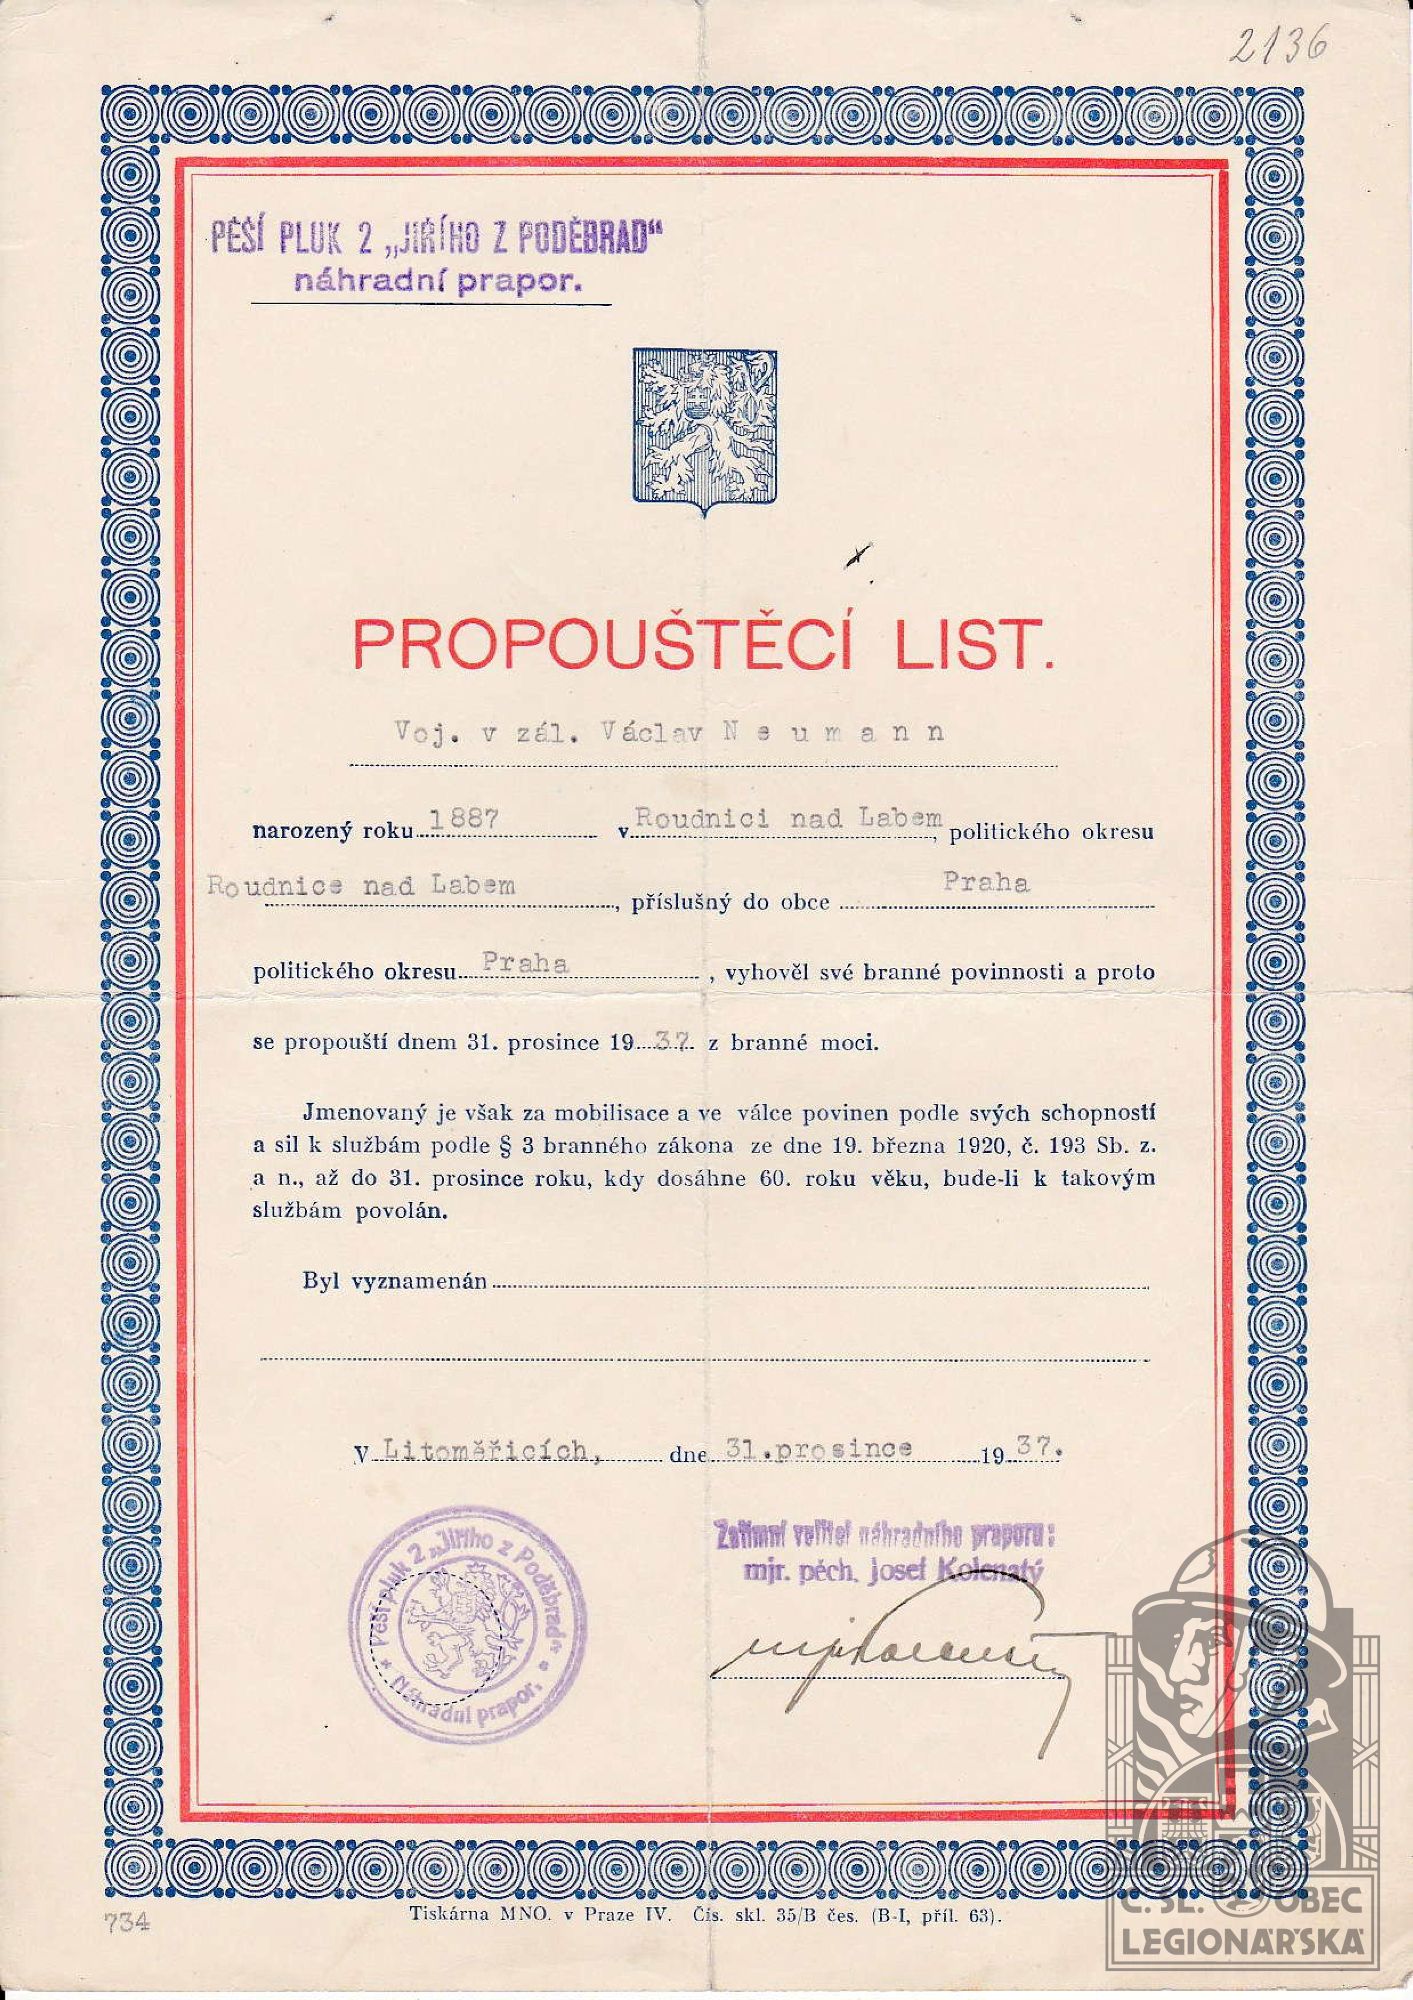 2136
PĚŠÍ PLUK 2 „JIŘÍHO Z PODĚBRAD“
náhradní prapor.
PROPOUŠTĚCÍ LIST.
Voj. v zál. Václav Neumann
narozený roku 1887 v Roudnici nad Labem, politického okresu
Roudnice nad Labem, příslušný do obce Praha
politického okresu Praha, vyhověl své branné povinnosti a proto
se propouští dnem 31. prosince 1937. z branné moci.
Jmenovaný je však za mobilisace a ve válce povinen podle svých schopností
a sil k službám podle § 3 branného zákona ze dne 19. března 1920, č. 193 Sb. z.
a n., až do 31. prosince roku, kdy dosáhne 60. roku věku, bude-li k takovým
službám povolán.
Byl vyznamenán
V Litoměřicích, dne 31.prosince 1937.
Zatímní velitel náhradního praporu:
mjr. pěch. Josef Kolenatý
Pěší pluk 2 „Jiřího z Poděbrad“
Náhradní prapor.
734
Tiskárna MNO. v Praze IV. Čís. skl. 35/B čes. (B-I, příl. 63).
Č. SL. OBEC
LEGIONÁŘSKÁ